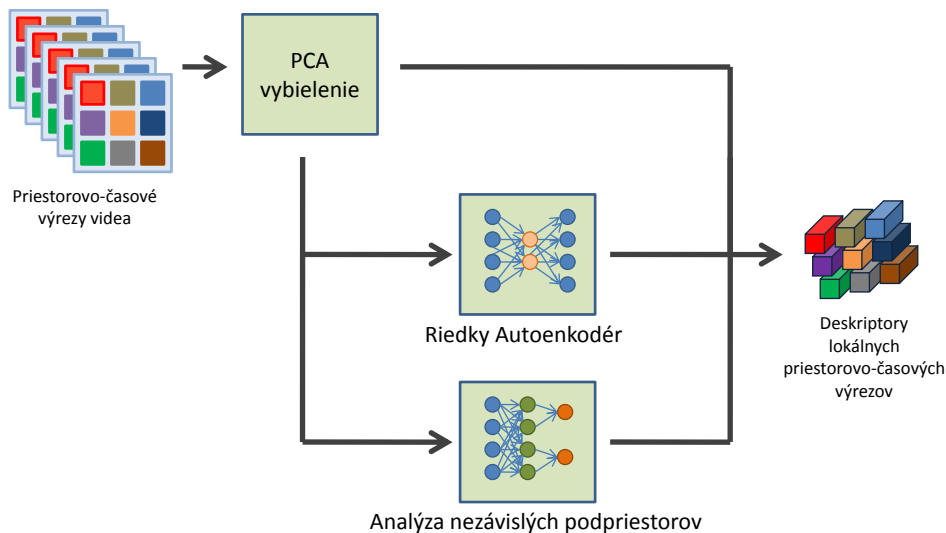 PCA
vybielenie
Priestorovo-časové
výrezy videa
Riedky Autoenkodér
Deskriptory
lokálnych
priestorovo-časových
výrezov
Analýza nezávislých podpriestorov